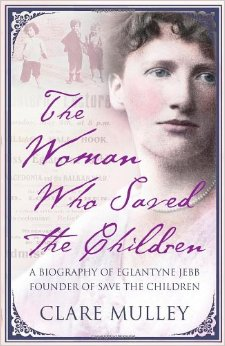 The
Woman
Who Saved
the Children
A BIOGRAPHY OF EGLANTYNE JEBB
FOUNDER OF SAVE THE CHILDREN
CLARE MULLEY